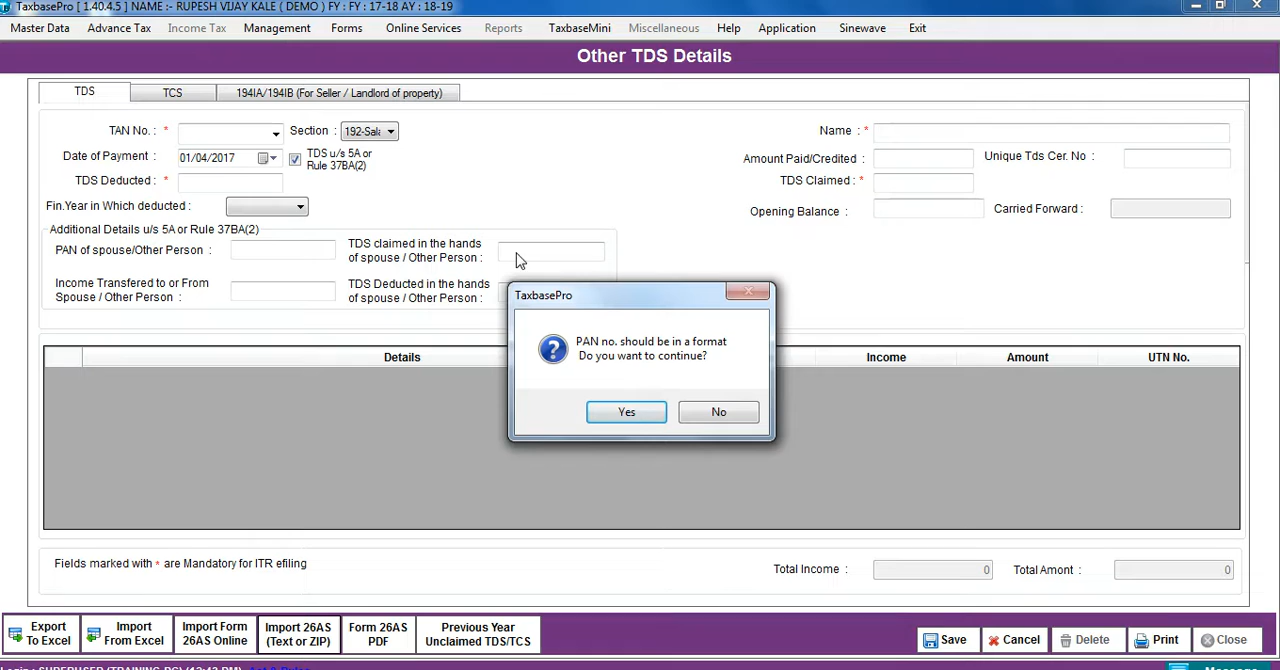 TaxbasePro [ 1.40.4.5 ] NAME :- RUPESH VIJAY KALE ( DEMO ) FY : FY : 17-18 AY : 18-19
Master Data Advance Tax Income Tax Management Forms Online Services Reports TaxbaseMini Miscellaneous Help Application Sinewave Exit
Other TDS Details
TDS TCS 194IA/194IB (For Seller / Landlord of property)
TAN No. : * Section : 192-Sala Name : *
Date of Payment : 01/04/2017 TDS u/s 5A or
Rule 37BA(2)
Amount Paid/Credited : Unique Tds Cer. No :
TDS Deducted : * TDS Claimed : *
Fin.Year in Which deducted : Opening Balance : Carried Forward :
Additional Details u/s 5A or Rule 37BA(2)
PAN of spouse/Other Person : TDS claimed in the hands
of spouse / Other Person :
Income Transfered to or From
Spouse / Other Person :
TDS Deducted in the hands
of spouse / Other Person :
TaxbasePro
PAN no. should be in a format
Do you want to continue?
Yes No
Details Income Amount UTN No.
Fields marked with * are Mandatory for ITR efiling
Total Income : 0 Total Amont : 0
Export
To Excel
Import
From Excel
Import Form
26AS Online
Import 26AS
(Text or ZIP)
Form 26AS
PDF
Previous Year
Unclaimed TDS/TCS
Save Cancel Delete Print Close